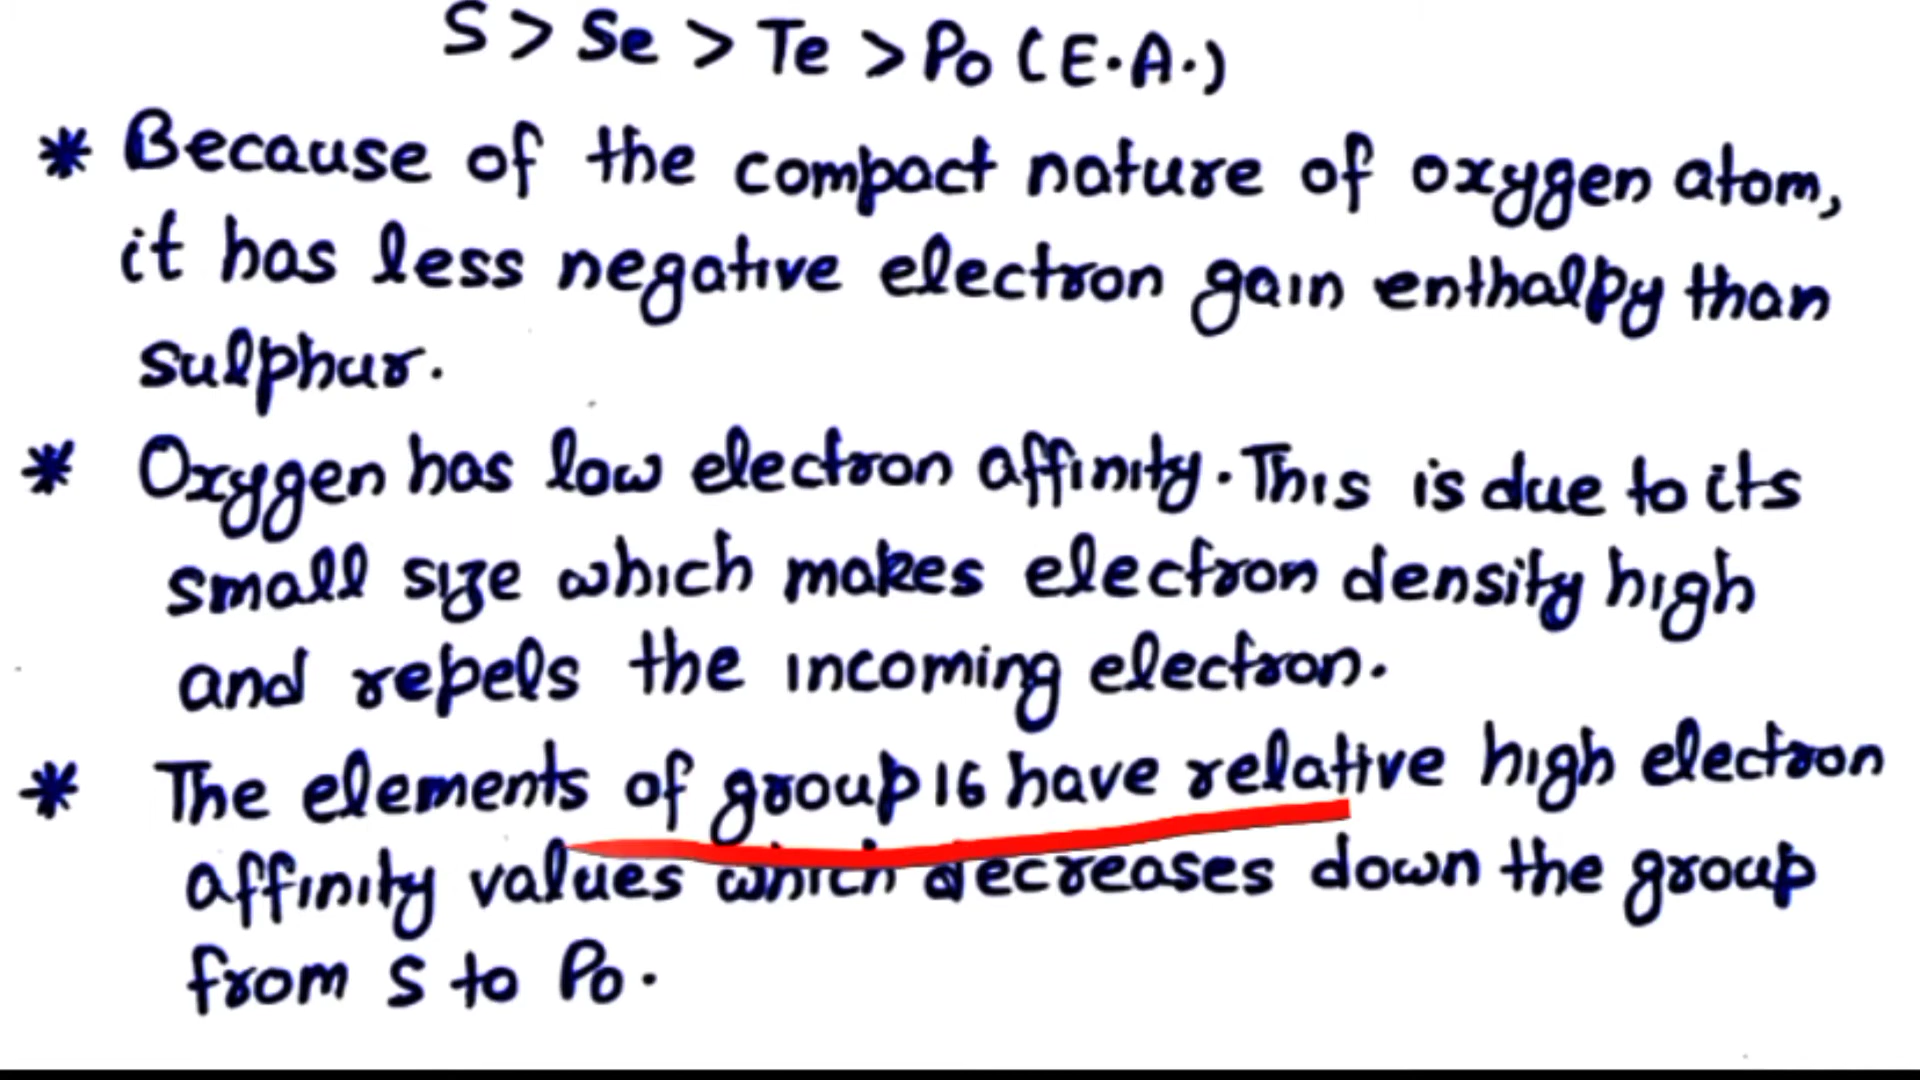 S > Se > Te > Po (E.A.)
* Because of the compact nature of oxygen atom,
it has less negative electron gain enthalpy than
sulphur.
* Oxygen has low electron affinity. This is due to its
small size which makes electron density high
and repels the incoming electron.
* The elements of group 16 have relative high electron
affinity values which decreases down the group
from S to Po.